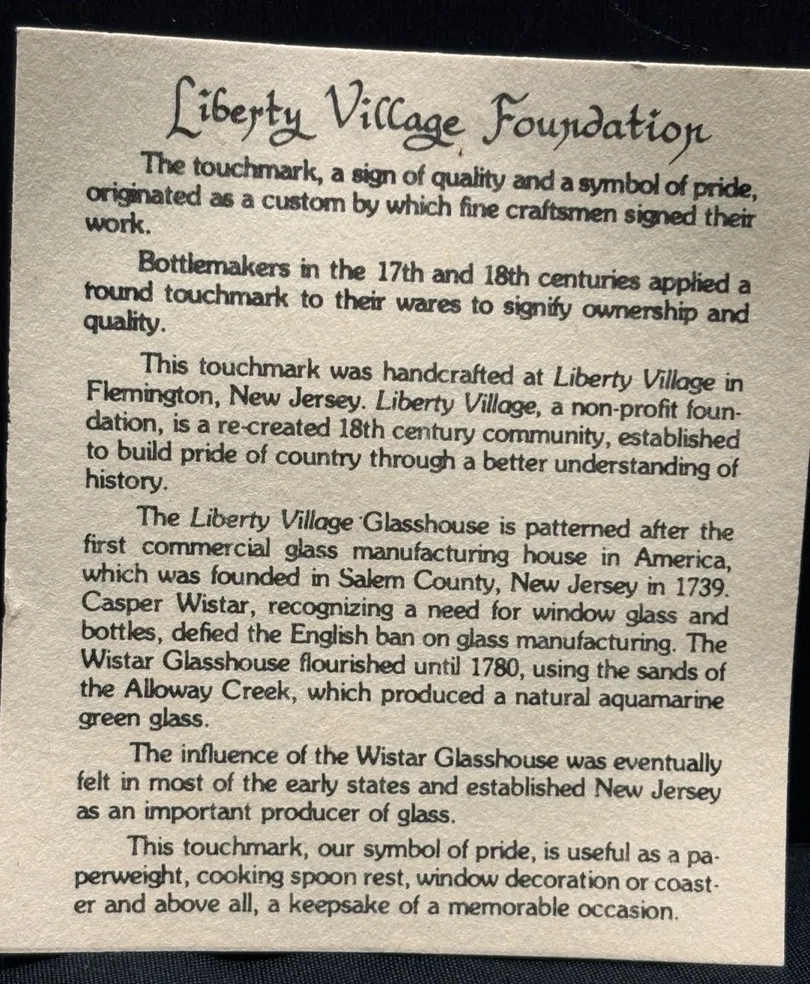 Liberty Village Foundation
The touchmark, a sign of quality and a symbol of pride,
originated as a custom by which fine craftsmen signed their
work.
Bottlemakers in the 17th and 18th centuries applied a
round touchmark to their wares to signify ownership and
quality.
This touchmark was handcrafted at Liberty Village in
Flemington, New Jersey. Liberty Village, a non-profit foun-
dation, is a re-created 18th century community, established
to build pride of country through a better understanding of
history.
The Liberty Village Glasshouse is patterned after the
first commercial glass manufacturing house in America,
which was founded in Salem County, New Jersey in 1739.
Casper Wistar, recognizing a need for window glass and
bottles, defied the English ban on glass manufacturing. The
Wistar Glasshouse flourished until 1780, using the sands of
the Alloway Creek, which produced a natural aquamarine
green glass.
The influence of the Wistar Glasshouse was eventually
felt in most of the early states and established New Jersey
as an important producer of glass.
This touchmark, our symbol of pride, is useful as a pa-
perweight, cooking spoon rest, window decoration or coast-
er and above all, a keepsake of a memorable occasion.